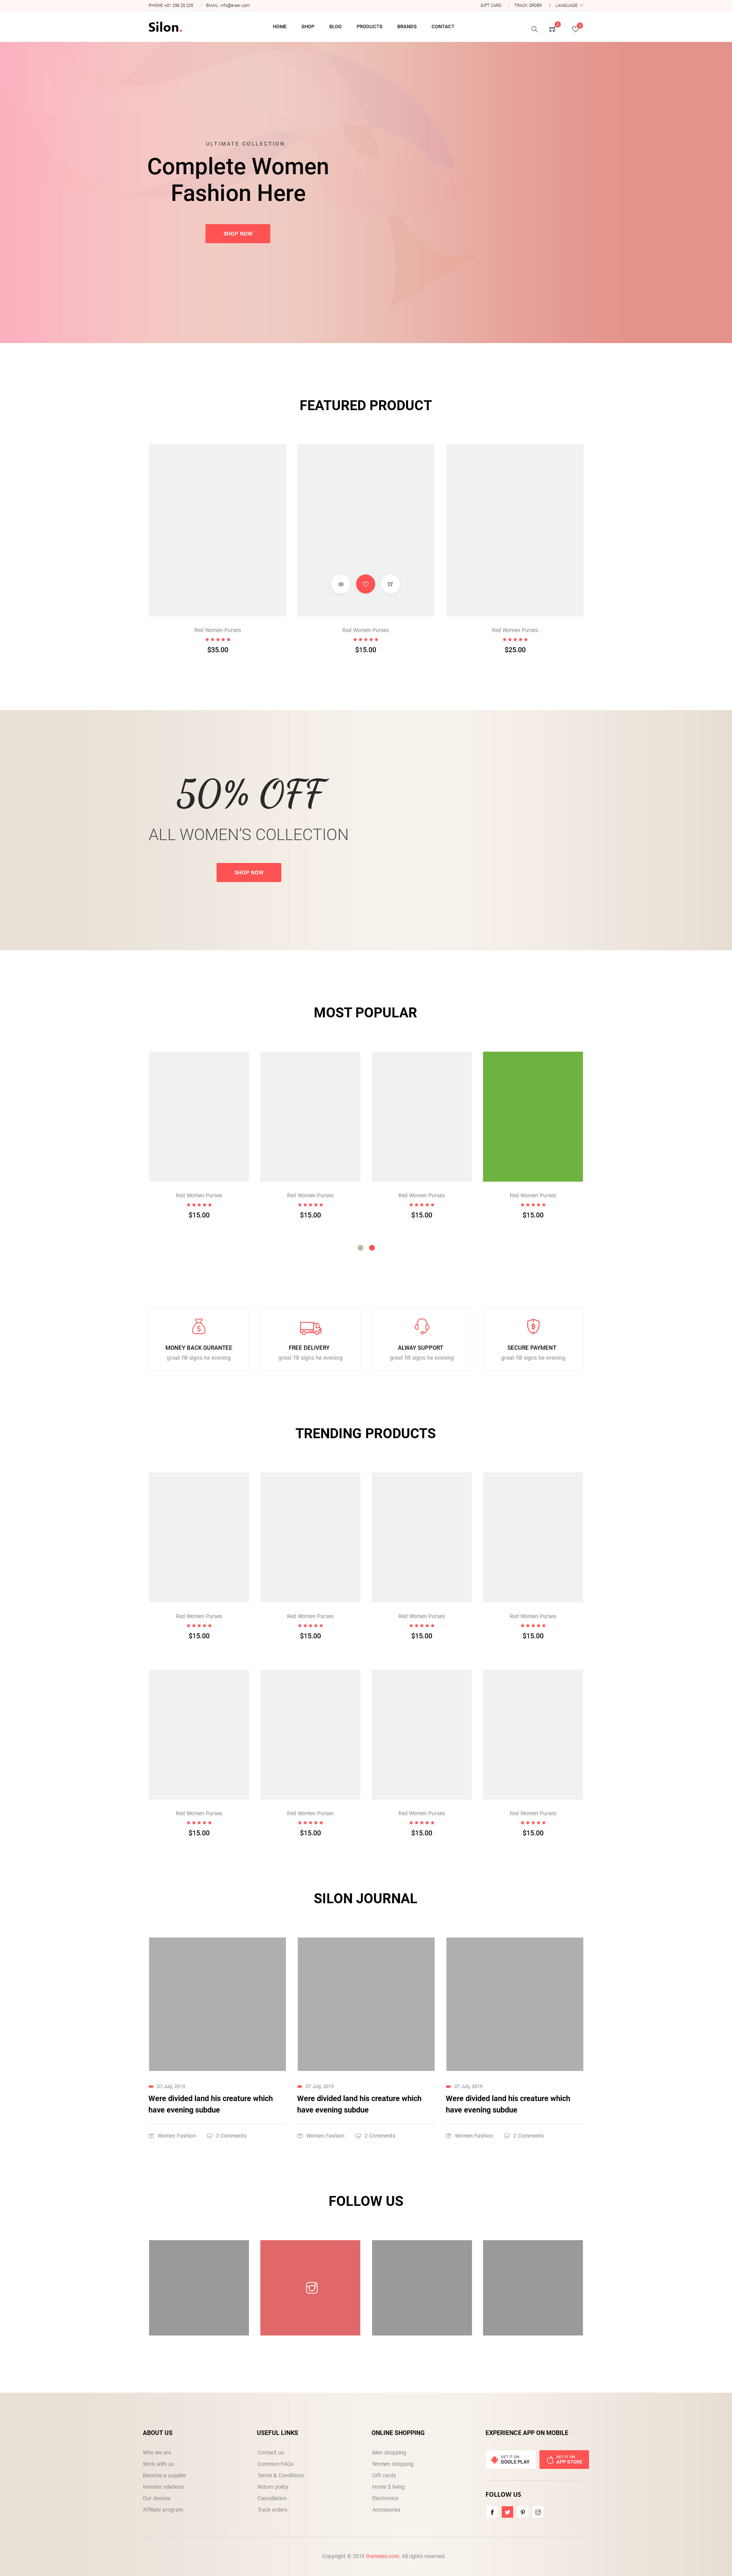 PHONE: +01 256 25 235 | EMAIL: info@eiser.com GIFT CARD | TRACK ORDER | LANGUAGE
Silon. HOME SHOP BLOG PRODUCTS BRANDS CONTACT
ULTIMATE COLLECTION
Complete Women
Fashion Here
SHOP NOW
FEATURED PRODUCT
Red Women Purses Red Women Purses Red Women Purses
$35.00 $15.00 $25.00
50% OFF
ALL WOMEN'S COLLECTION
SHOP NOW
MOST POPULAR
Red Women Purses Red Women Purses Red Women Purses Red Women Purses
$15.00 $15.00 $15.00 $15.00
MONEY BACK GURANTEE FREE DELIVERY ALWAY SUPPORT SECURE PAYMENT
great fill signs he evening great fill signs he evening great fill signs he evening great fill signs he evening
TRENDING PRODUCTS
Red Women Purses Red Women Purses Red Women Purses Red Women Purses
$15.00 $15.00 $15.00 $15.00
Red Women Purses Red Women Purses Red Women Purses Red Women Purses
$15.00 $15.00 $15.00 $15.00
SILON JOURNAL
07 July, 2019 07 July, 2019 07 July, 2019
Were divided land his creature which Were divided land his creature which Were divided land his creature which
have evening subdue have evening subdue have evening subdue
Women Fashion 2 Comments Women Fashion 2 Comments Women Fashion 2 Comments
FOLLOW US
ABOUT US USEFUL LINKS ONLINE SHOPPING EXPERIENCE APP ON MOBILE
Who we are Contact us Men shopping GET IT ON GET IT ON
Work with us Common FAQs Women shopping GOOLE PLAY APP STORE
Become a supplier Terms & Conditions Gift cards
Investor relations Return policy Home $ living
Our devices Cancellation Electronics FOLLOW US
Affiliate program Track orders Accessories
Copyright © 2019 themeies.com. All rights reserved.